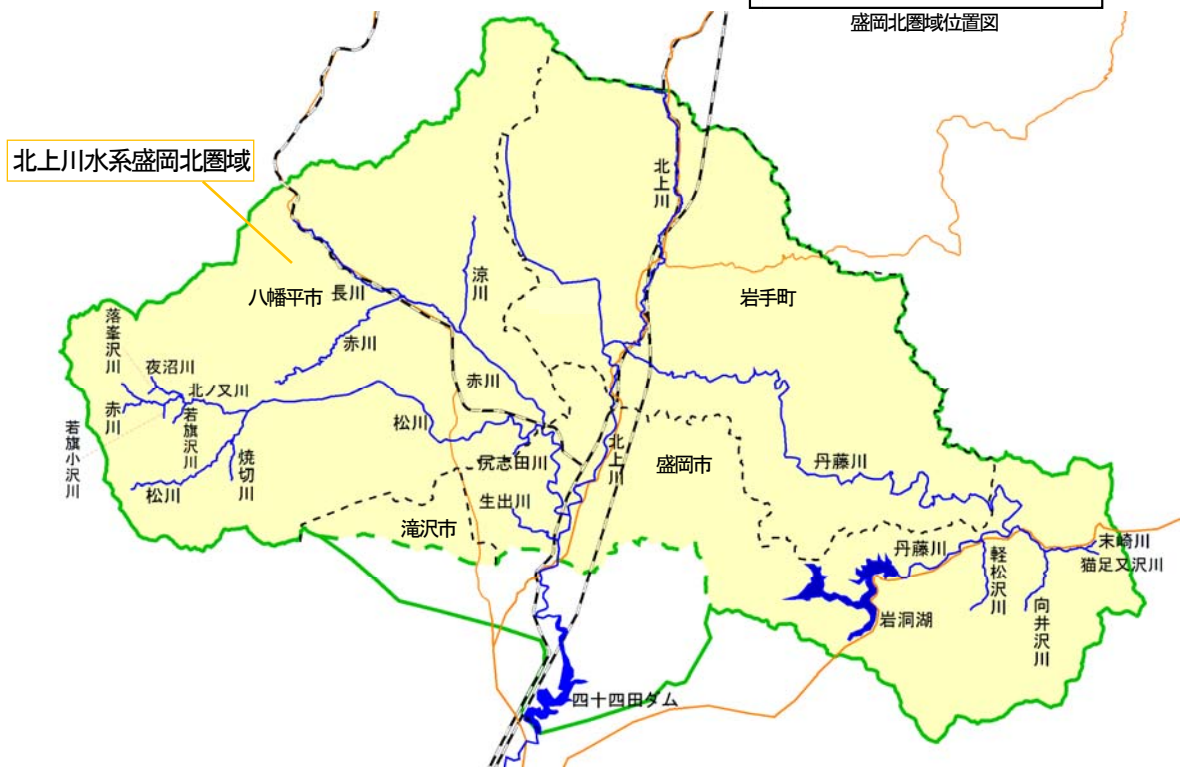 盛岡北圏域位置図
北上川水系盛岡北圏域
北上川
涼川
八幡平市
長川
岩手町
落峯沢川
夜沼川
赤川
北ノ又川
赤川
赤川
若旗沢川
若旗小沢川
松川
焼切川
松川
尻志田川
北上川
盛岡市
丹藤川
生出川
滝沢市
丹藤川
軽松沢川
末崎川
猫足又沢川
向井沢川
岩洞湖
四十四田ダム